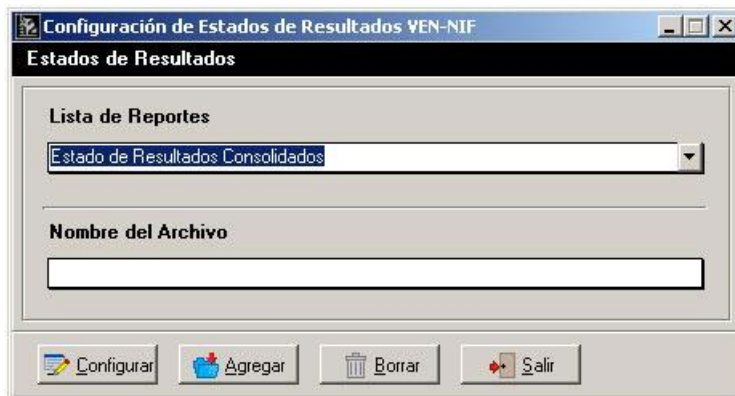 Configuración de Estados de Resultados VEN-NIF
Estados de Resultados
Lista de Reportes
Estado de Resultados Consolidados
Nombre del Archivo
Configurar Agregar Borrar Salir